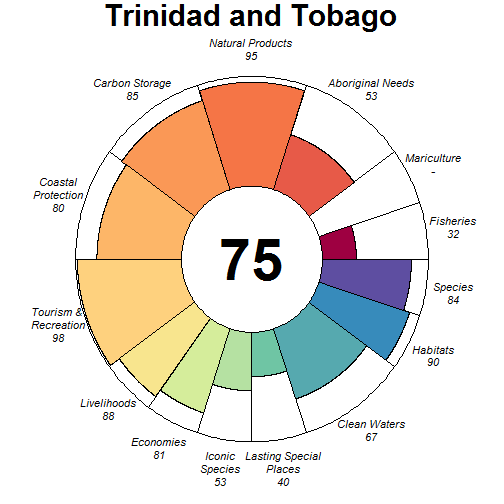 Trinidad and Tobago
Natural Products
95
Carbon Storage
85
Aboriginal Needs
53
Mariculture
-
Coastal
Protection
80
Fisheries
32
75
Species
84
Tourism &
Recreation
98
Habitats
90
Livelihoods
88
Clean Waters
67
Economies
81
Iconic
Species
53
Lasting Special
Places
40